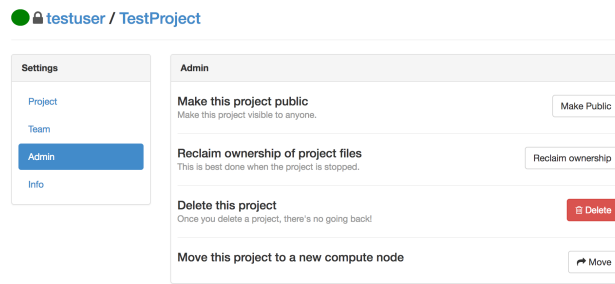 testuser / TestProject
Settings
Project
Team
Admin
Info
Admin
Make this project public
Make this project visible to anyone.
Make Public
Reclaim ownership of project files
This is best done when the project is stopped.
Reclaim ownership
Delete this project
Once you delete a project, there's no going back!
Delete
Move this project to a new compute node
Move